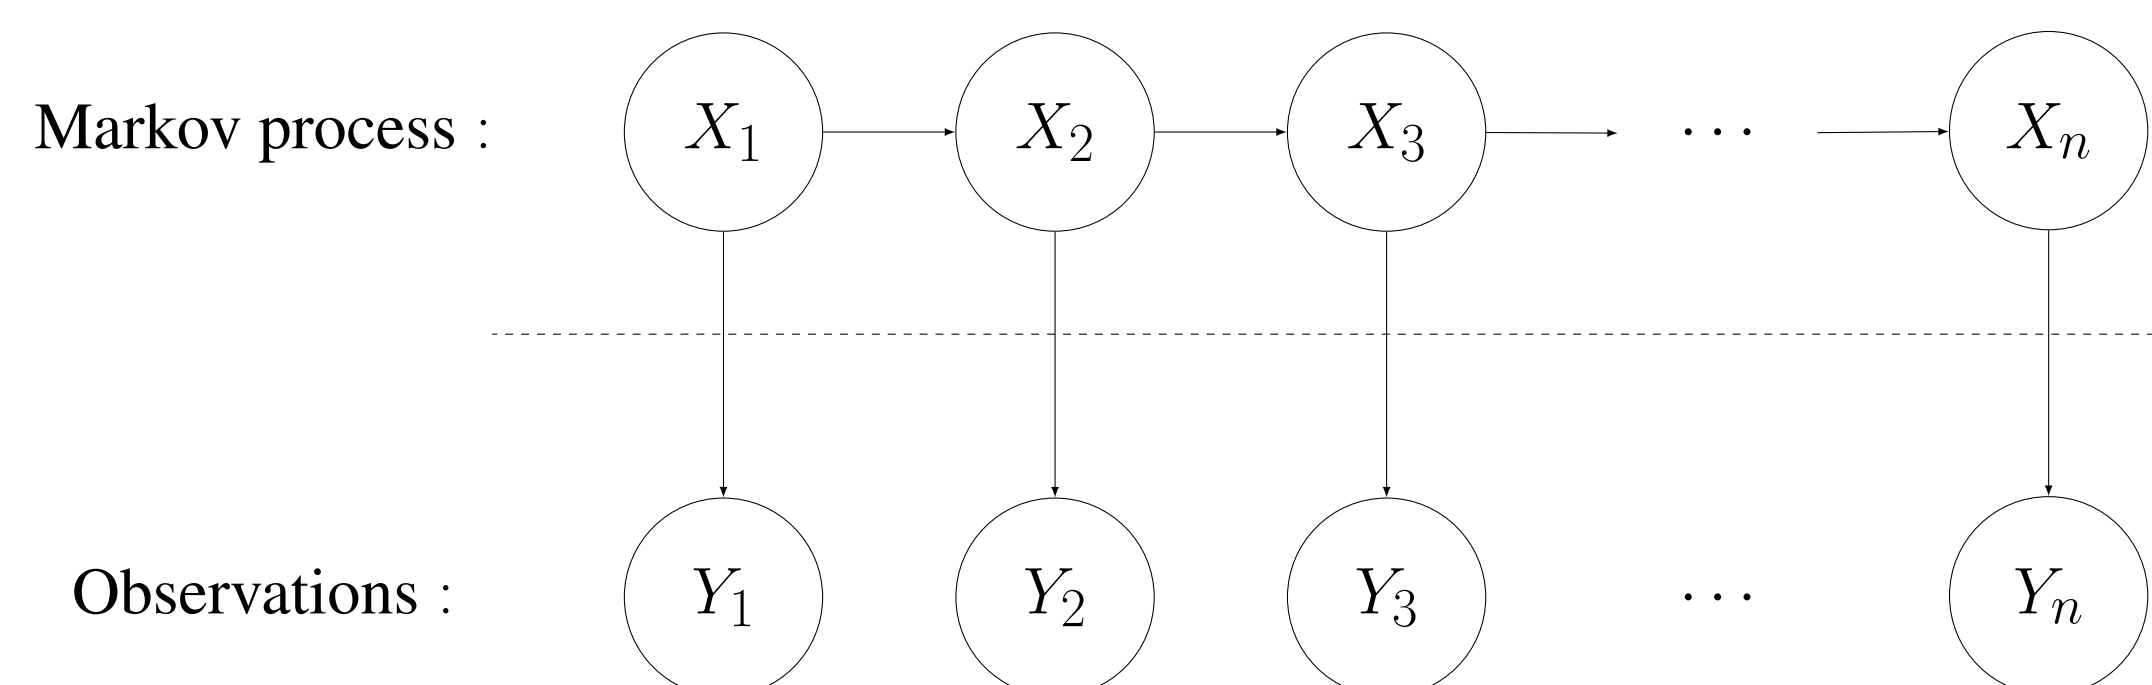 Markov process : X₁ X₂ X₃ ⋯ Xₙ
Observations : Y₁ Y₂ Y₃ ⋯ Yₙ